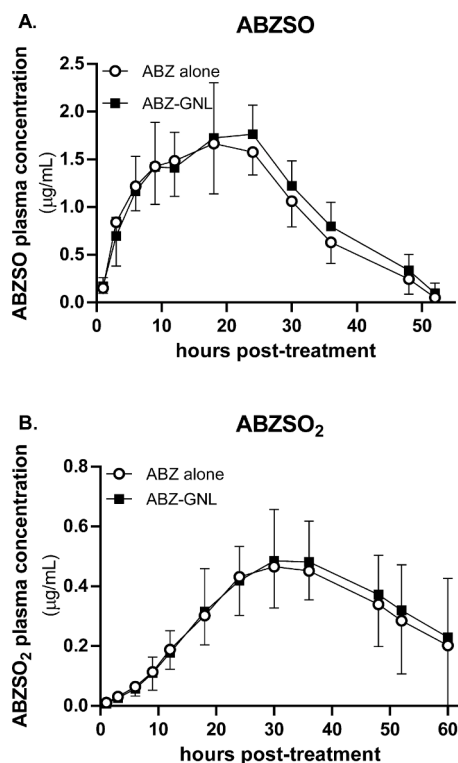 A.
ABZSO
ABZSO plasma concentration
(μg/mL)
2.5
2.0
1.5
1.0
0.5
0.0
ABZ alone
ABZ-GNL
0 10 20 30 40 50
hours post-treatment
B.
ABZSO₂
ABZSO₂ plasma concentration
(μg/mL)
0.8
0.6
0.4
0.2
0.0
ABZ alone
ABZ-GNL
0 10 20 30 40 50 60
hours post-treatment